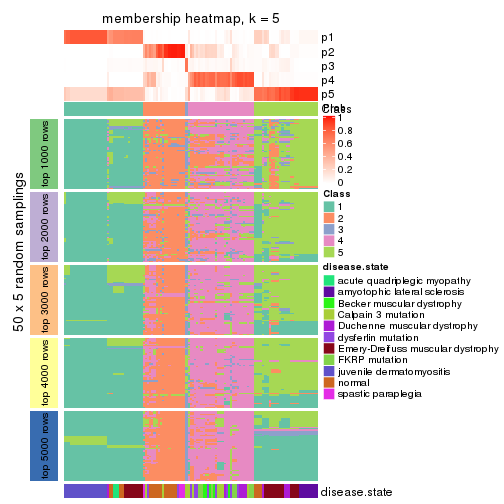 membership heatmap, k = 5
p1
p2
p3
p4
p5
Class
50 x 5 random samplings
top 1000 rows
top 2000 rows
top 3000 rows
top 4000 rows
top 5000 rows
disease.state
1
0.8
0.6
0.4
0.2
0
Class
1
2
3
4
5
disease.state
acute quadriplegic myopathy
amyotophic lateral sclerosis
Becker muscular dystrophy
Calpain 3 mutation
Duchenne muscular dystrophy
dysferlin mutation
Emery-Dreifuss muscular dystrophy
FKRP mutation
juvenile dermatomyositis
normal
spastic paraplegia